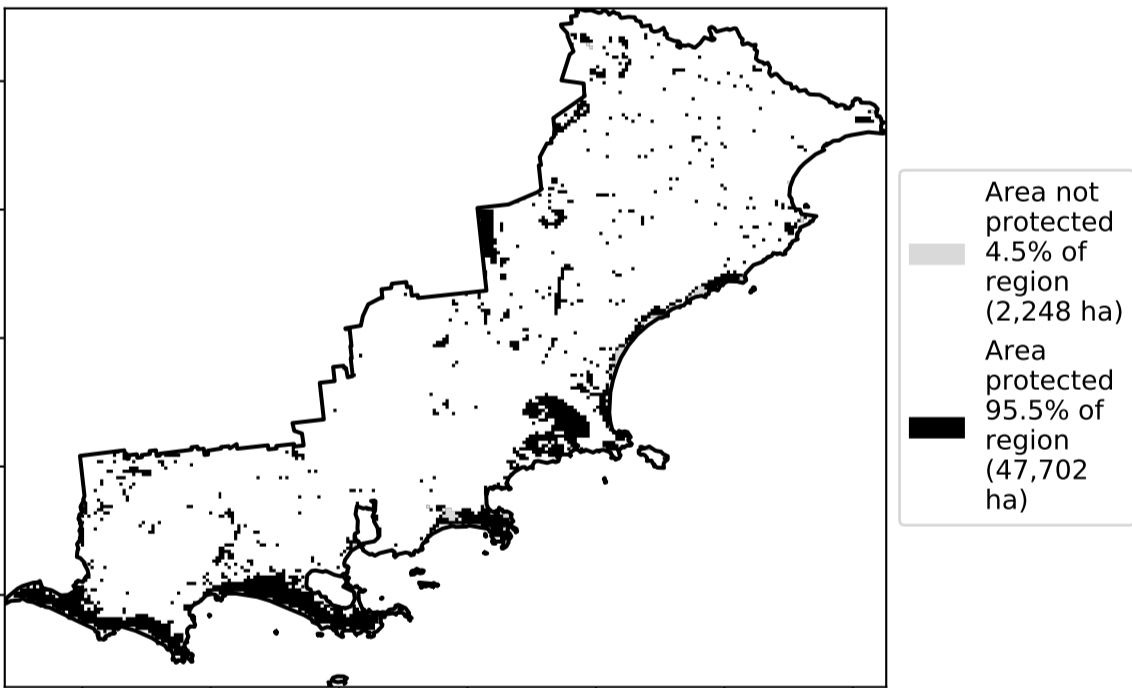 Area not
protected
4.5% of
region
(2,248 ha)
Area
protected
95.5% of
region
(47,702
ha)